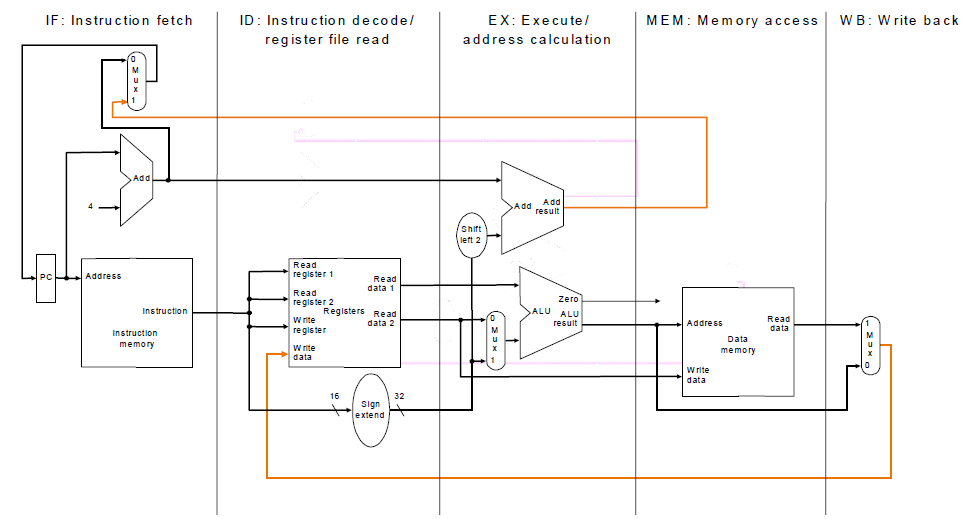 IF: Instruction fetch
ID: Instruction decode/
register file read
EX: Execute/
address calculation
MEM: Memory access
WB: Write back
0
M
u
x
1
Add
4
PC
Address
Instruction
Instruction
memory
Read
register 1
Read
register 2
Write
register
Write
data
Registers
Read
data 1
Read
data 2
16
Sign
extend
32
Shift
left 2
Add
Add
result
0
M
u
x
1
ALU
Zero
ALU
result
Address
Write
data
Data
memory
Read
data
1
M
u
x
0